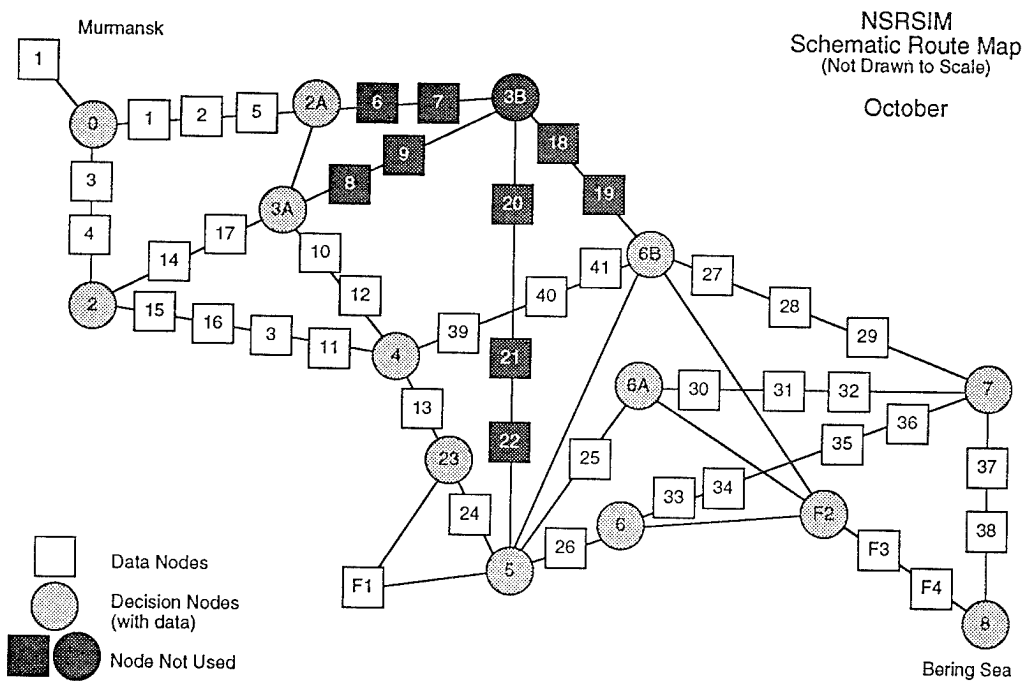 Murmansk
NSRSIM
Schematic Route Map
(Not Drawn to Scale)
October
1
0
1
2
5
2A
6
7
3B
3
4
9
8
18
19
20
3A
17
14
10
12
2
15
16
3
11
4
39
40
41
6B
27
28
29
21
13
22
23
24
25
6A
30
31
32
7
36
35
34
33
37
38
F1
5
26
6
F2
F3
F4
8
Data Nodes
Decision Nodes
(with data)
Node Not Used
Bering Sea